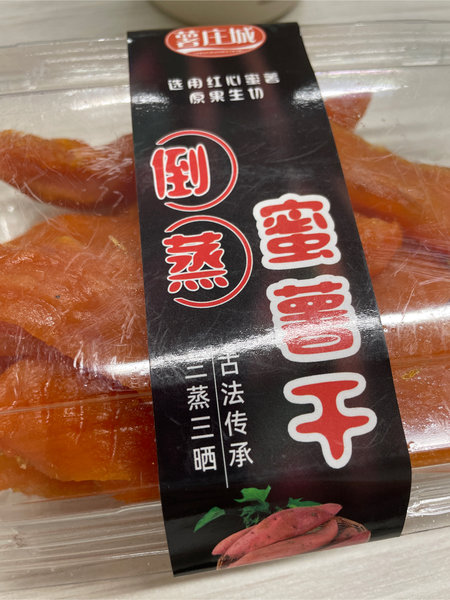 薯庄城
选用红心蜜薯
原果生切
倒蒸
蜜薯干
古法传承
三蒸三晒